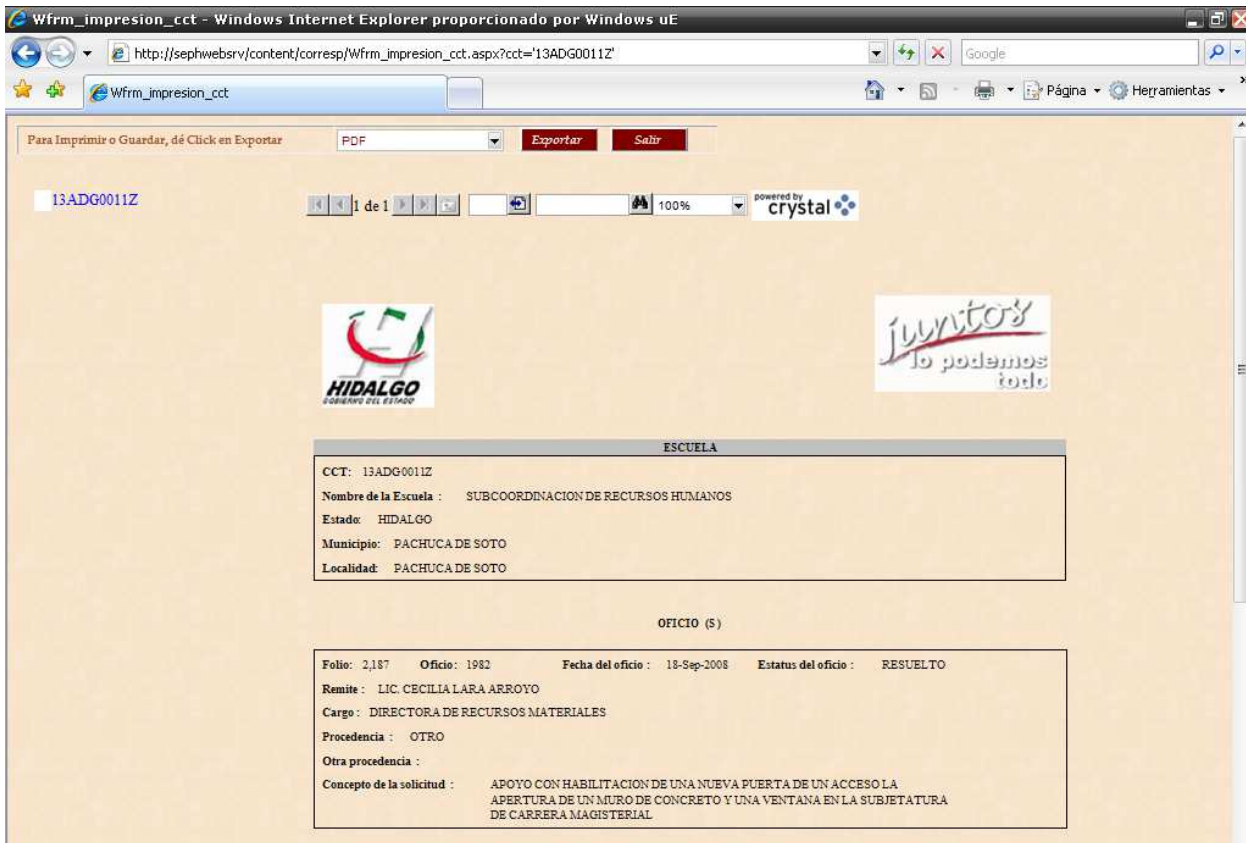 Wfrm_impresion_cct - Windows Internet Explorer proporcionado por Windows uE
http://sephwebsrv/content/corresp/Wfrm_impresion_cct.aspx?cct='13ADG0011Z'
Google
Wfrm_impresion_cct
Página
Herramientas
Para Imprimir o Guardar, dé Click en Exportar
PDF
Exportar
Salir
13ADG0011Z
1 de 1
100%
powered by
crystal
HIDALGO
GOBIERNO DEL ESTADO
juntos
lo podemos
todo
ESCUELA
CCT: 13ADG0011Z
Nombre de la Escuela : SUBCOORDINACION DE RECURSOS HUMANOS
Estado: HIDALGO
Municipio: PACHUCA DE SOTO
Localidad: PACHUCA DE SOTO
OFICIO (S)
Folio: 2,187 Oficio: 1982 Fecha del oficio : 18-Sep-2008 Estatus del oficio : RESUELTO
Remite : LIC. CECILIA LARA ARROYO
Cargo : DIRECTORA DE RECURSOS MATERIALES
Procedencia : OTRO
Otra procedencia :
Concepto de la solicitud : APOYO CON HABILITACION DE UNA NUEVA PUERTA DE UN ACCESO LA
APERTURA DE UN MURO DE CONCRETO Y UNA VENTANA EN LA SUBJETATURA
DE CARRERA MAGISTERIAL